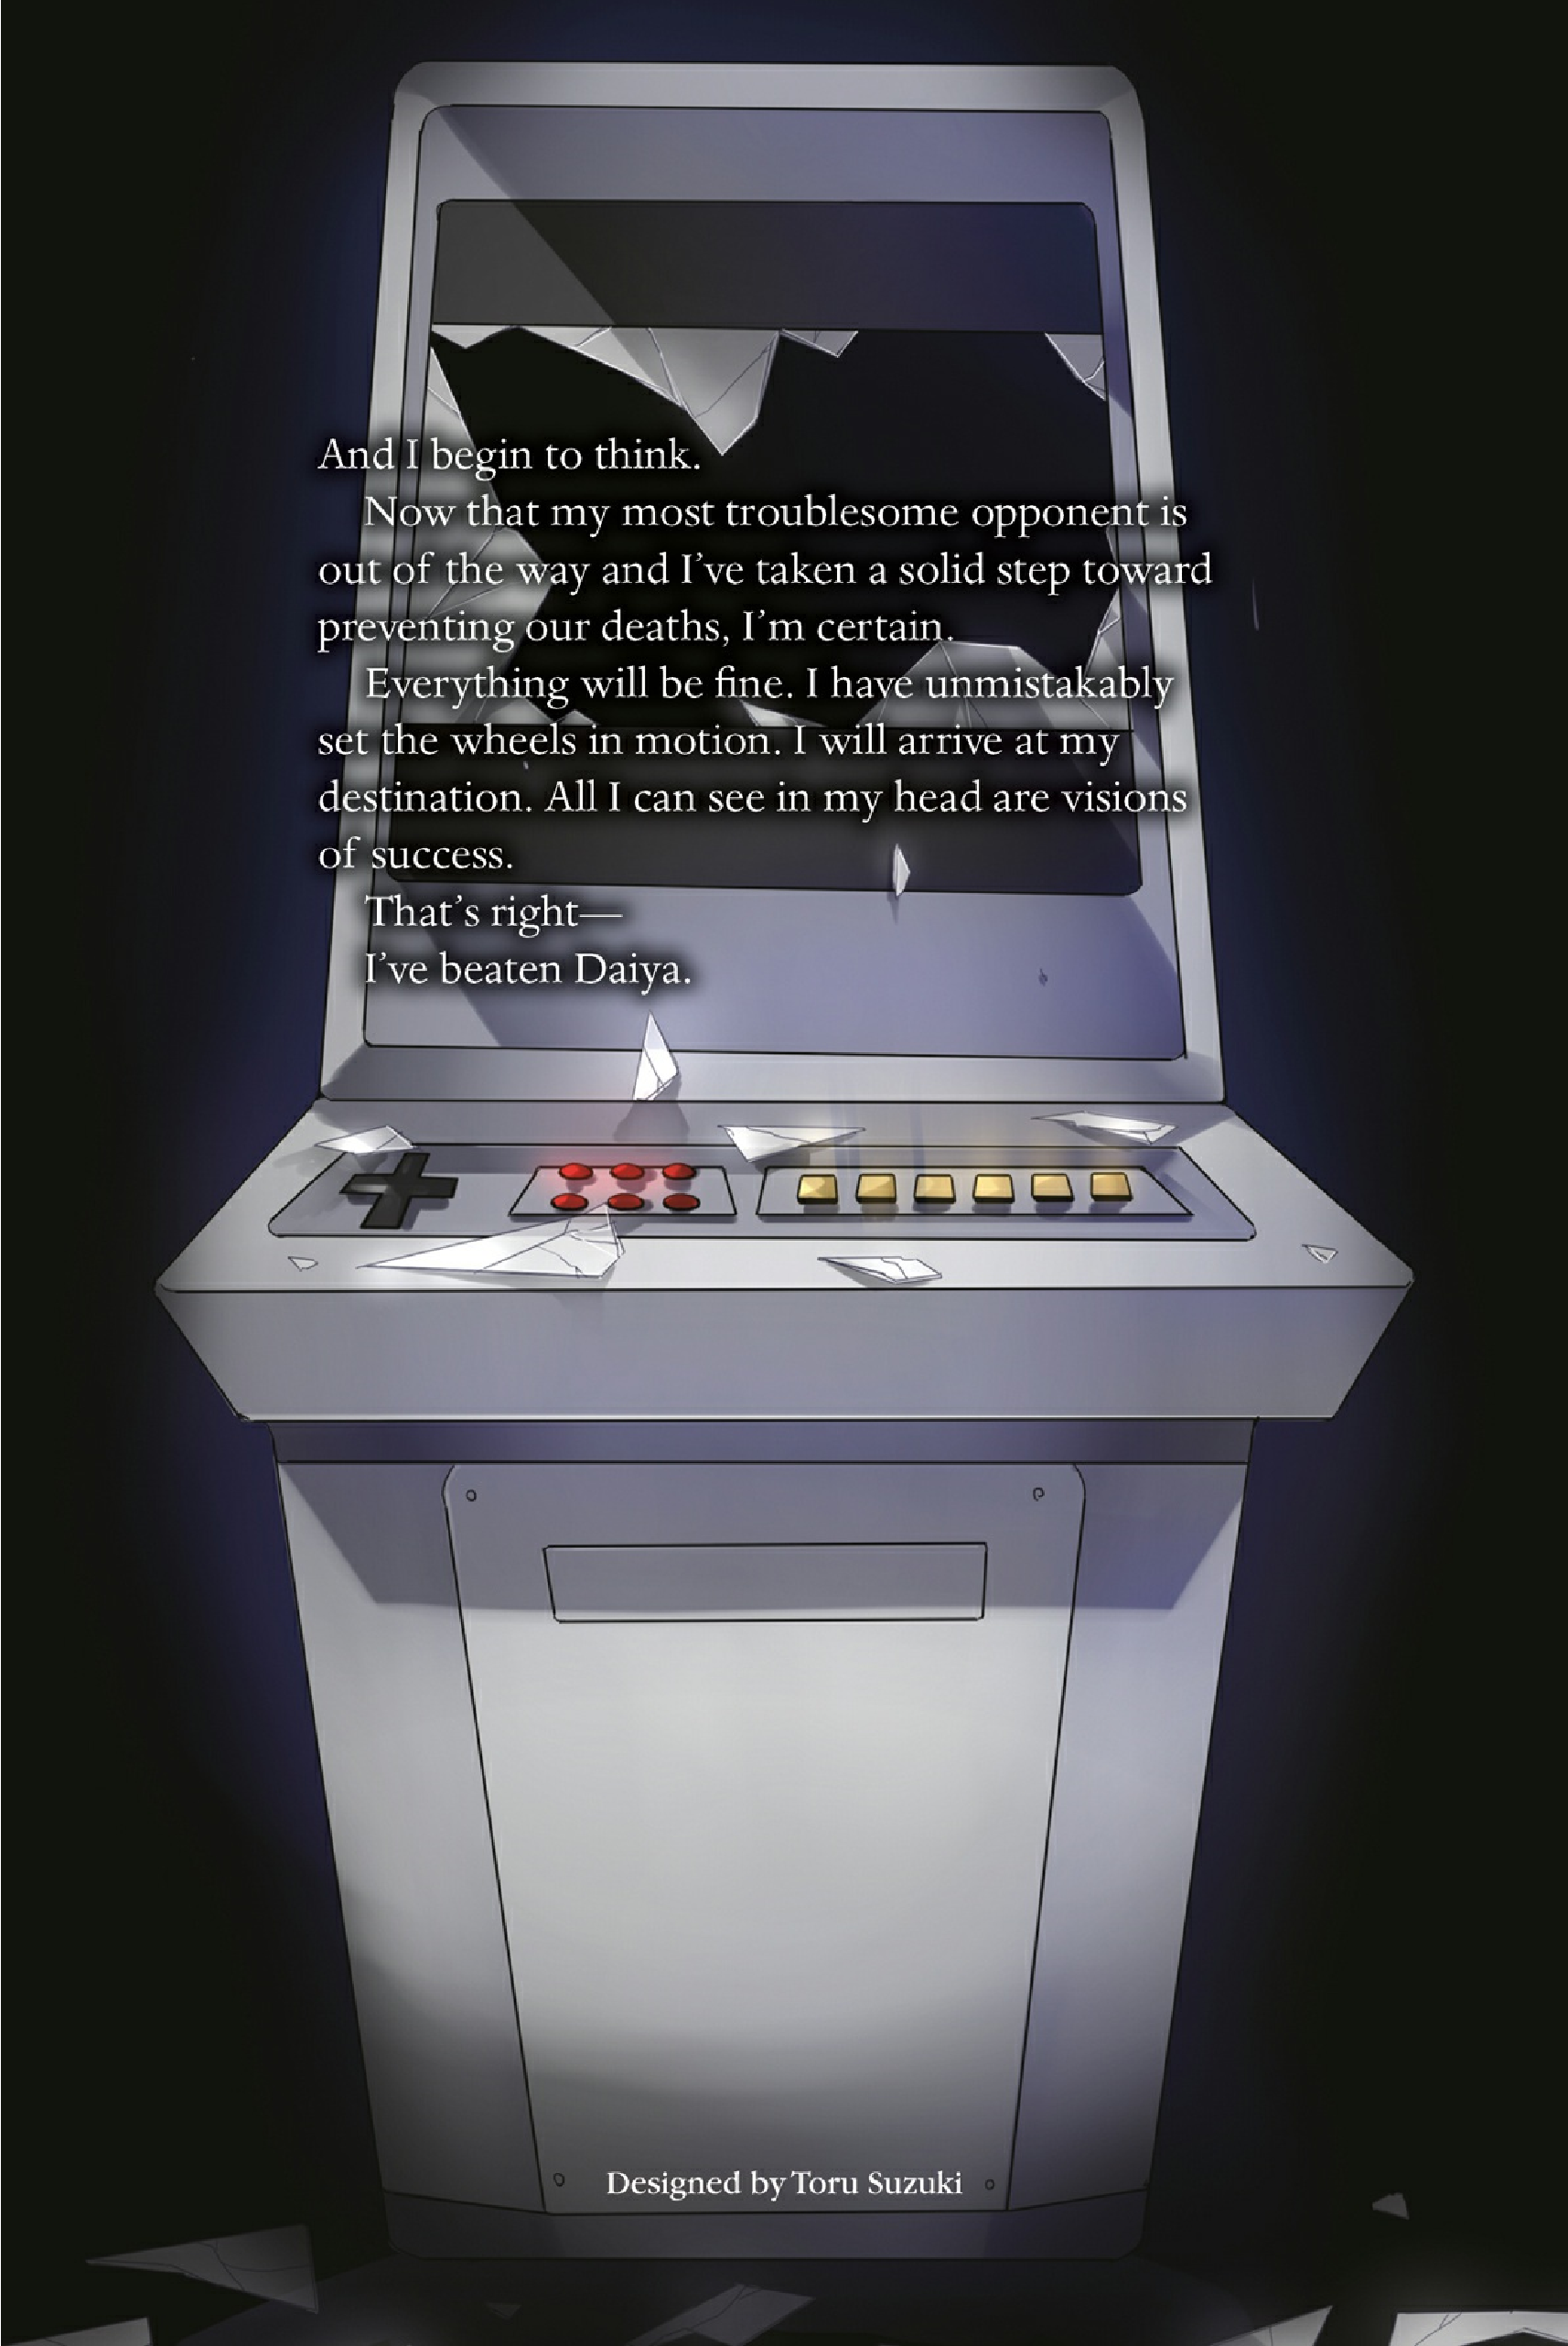 And I begin to think.
Now that my most troublesome opponent is
out of the way and I've taken a solid step toward
preventing our deaths, I'm certain.
Everything will be fine. I have unmistakably
set the wheels in motion. I will arrive at my
destination. All I can see in my head are visions
of success.
That's right—
I've beaten Daiya.
Designed by Toru Suzuki